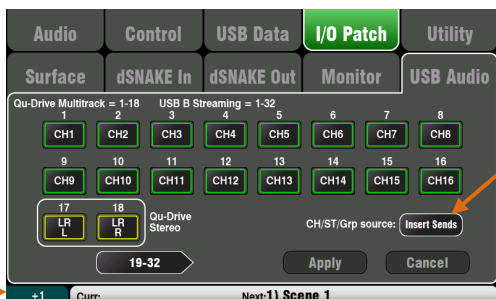 Audio Control USB Data I/O Patch Utility
Surface dSNAKE In dSNAKE Out Monitor USB Audio
Qu-Drive Multitrack = 1-18 USB B Streaming = 1-32
1 2 3 4 5 6 7 8
CH1 CH2 CH3 CH4 CH5 CH6 CH7 CH8
9 10 11 12 13 14 15 16
CH9 CH10 CH11 CH12 CH13 CH14 CH15 CH16
17 18
LR L LR R Qu-Drive Stereo CH/ST/Grp source: Insert Sends
19-32 Apply Cancel
+1 Curr: Next:1) Scene 1